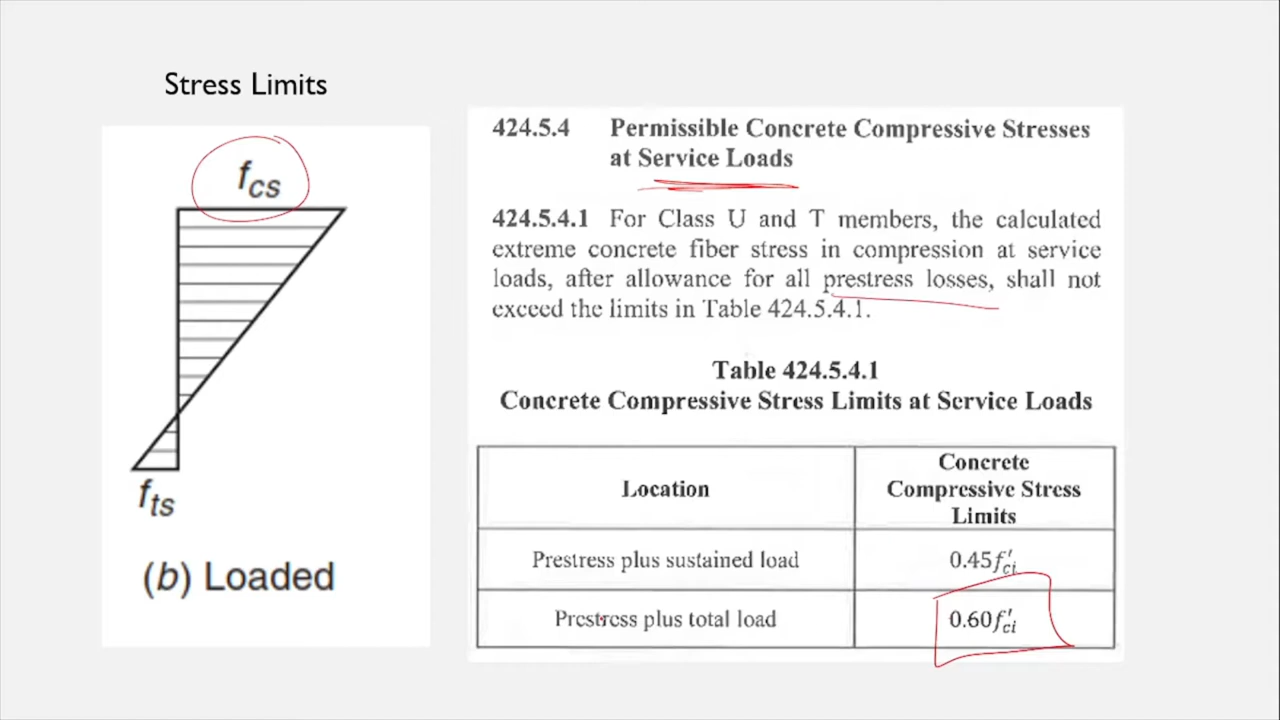 Stress Limits
f_cs
f_ts
(b) Loaded
424.5.4 Permissible Concrete Compressive Stresses
at Service Loads
424.5.4.1 For Class U and T members, the calculated
extreme concrete fiber stress in compression at service
loads, after allowance for all prestress losses, shall not
exceed the limits in Table 424.5.4.1.
Table 424.5.4.1
Concrete Compressive Stress Limits at Service Loads
Location
Concrete
Compressive Stress
Limits
Prestress plus sustained load
0.45f′_ci
Prestress plus total load
0.60f′_ci